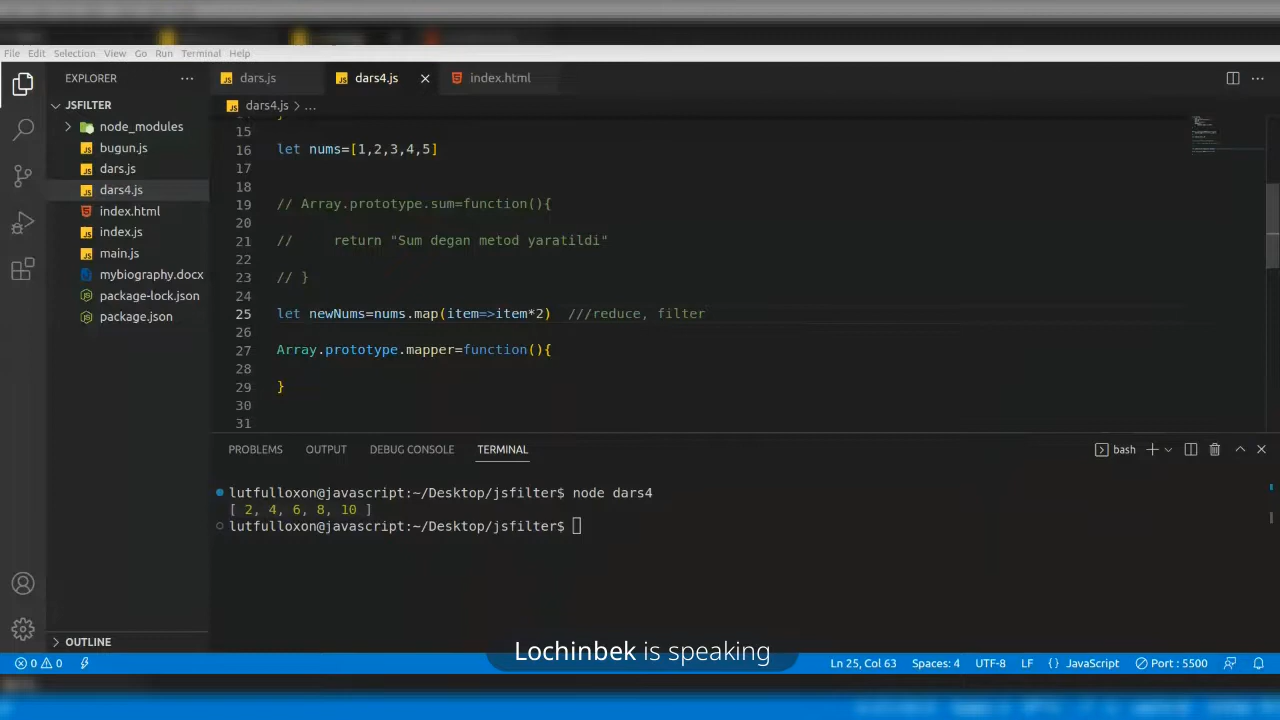 File Edit Selection View Go Run Terminal Help
EXPLORER
dars.js
dars4.js
index.html
JSFILTER
dars4.js > ...
node_modules
bugun.js
dars.js
dars4.js
index.html
index.js
main.js
mybiography.docx
package-lock.json
package.json
15
16 let nums=[1,2,3,4,5]
17
18
19 // Array.prototype.sum=function(){
20
21 //     return "Sum degan metod yaratildi"
22
23 // }
24
25 let newNums=nums.map(item=>item*2)  ///reduce, filter
26
27 Array.prototype.mapper=function(){
28
29 }
30
31
PROBLEMS OUTPUT DEBUG CONSOLE TERMINAL
bash
lutfulloxon@javascript:~/Desktop/jsfilter$ node dars4
[ 2, 4, 6, 8, 10 ]
lutfulloxon@javascript:~/Desktop/jsfilter$
OUTLINE
Lochinbek is speaking
0 0
Ln 25, Col 63 Spaces: 4 UTF-8 LF {} JavaScript Port : 5500